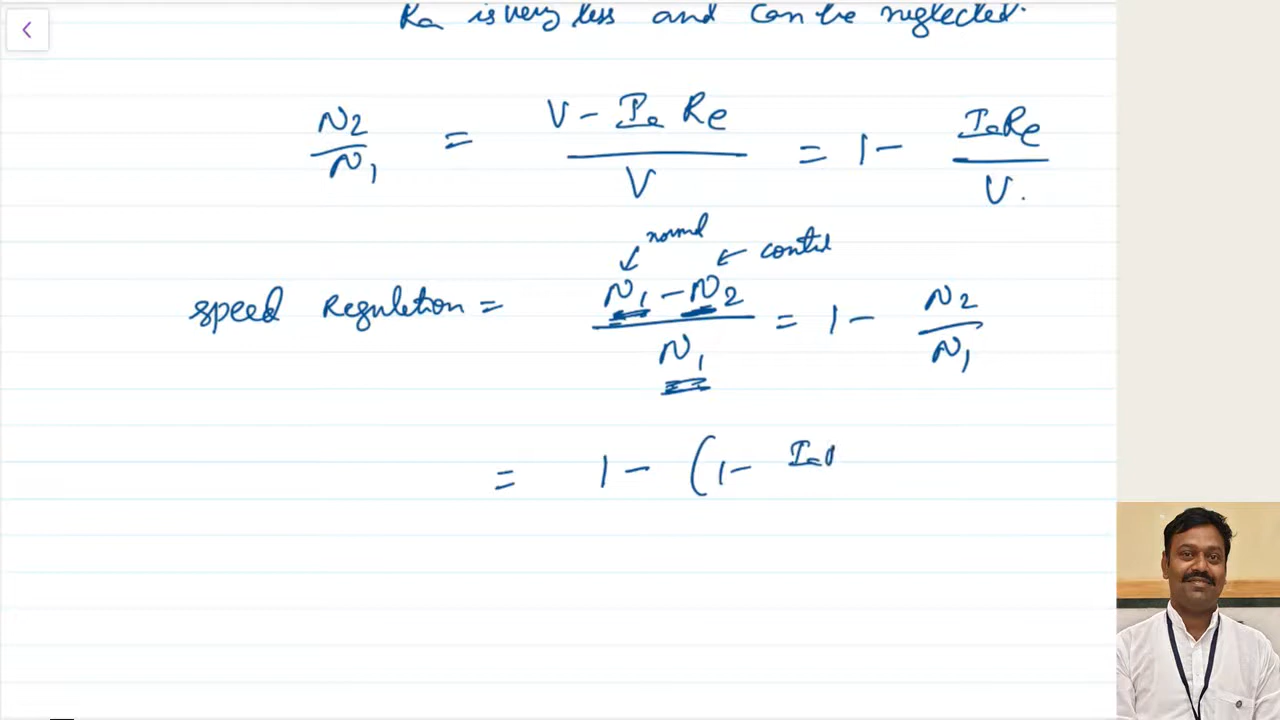 Ra is very less and can be neglected.
N2/N1 = (V - Ia Re)/V = 1 - IaRe/V.
normal
control
speed Regulation = (N1 - N2)/N1 = 1 - N2/N1
= 1 - (1 - Ia